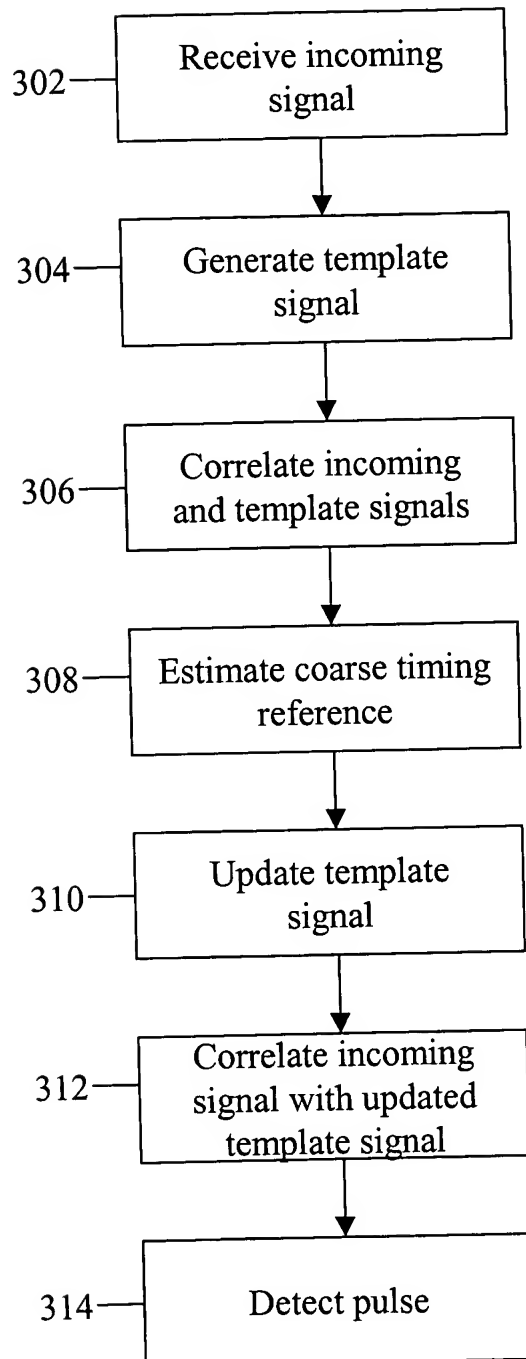 302
Receive incoming
signal
304
Generate template
signal
306
Correlate incoming
and template signals
308
Estimate coarse timing
reference
310
Update template
signal
312
Correlate incoming
signal with updated
template signal
314
Detect pulse